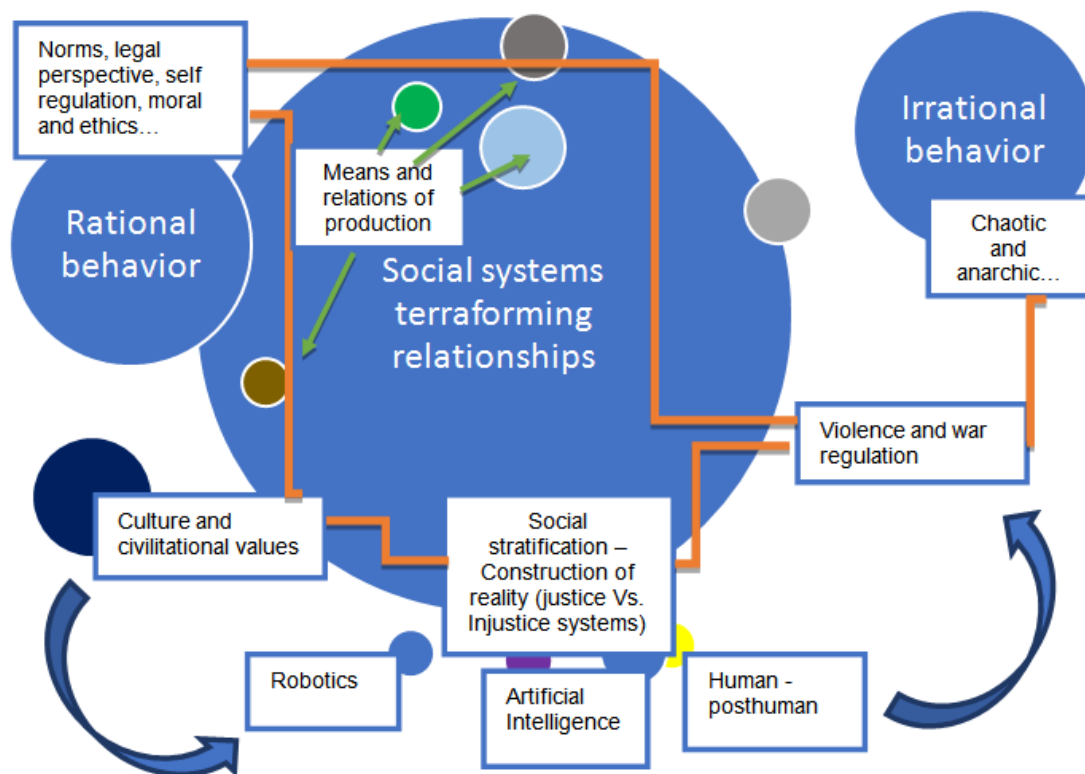 Norms, legal
perspective, self
regulation, moral
and ethics...
Rational
behavior
Means and
relations of
production
Social systems
terraforming
relationships
Irrational
behavior
Chaotic
and
anarchic...
Violence and war
regulation
Culture and
civilitational values
Social
stratification –
Construction of
reality (justice Vs.
Injustice systems)
Robotics
Artificial
Intelligence
Human -
posthuman